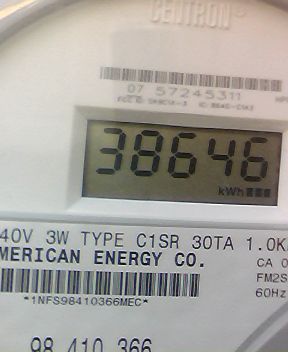 CENTRON®
07 57245311
38646
kWh
40V 3W TYPE C1SR 30TA 1.0K
MERICAN ENERGY CO.
CA 0
FM2S
60Hz
*1NFS98410366MEC*
98 410 366